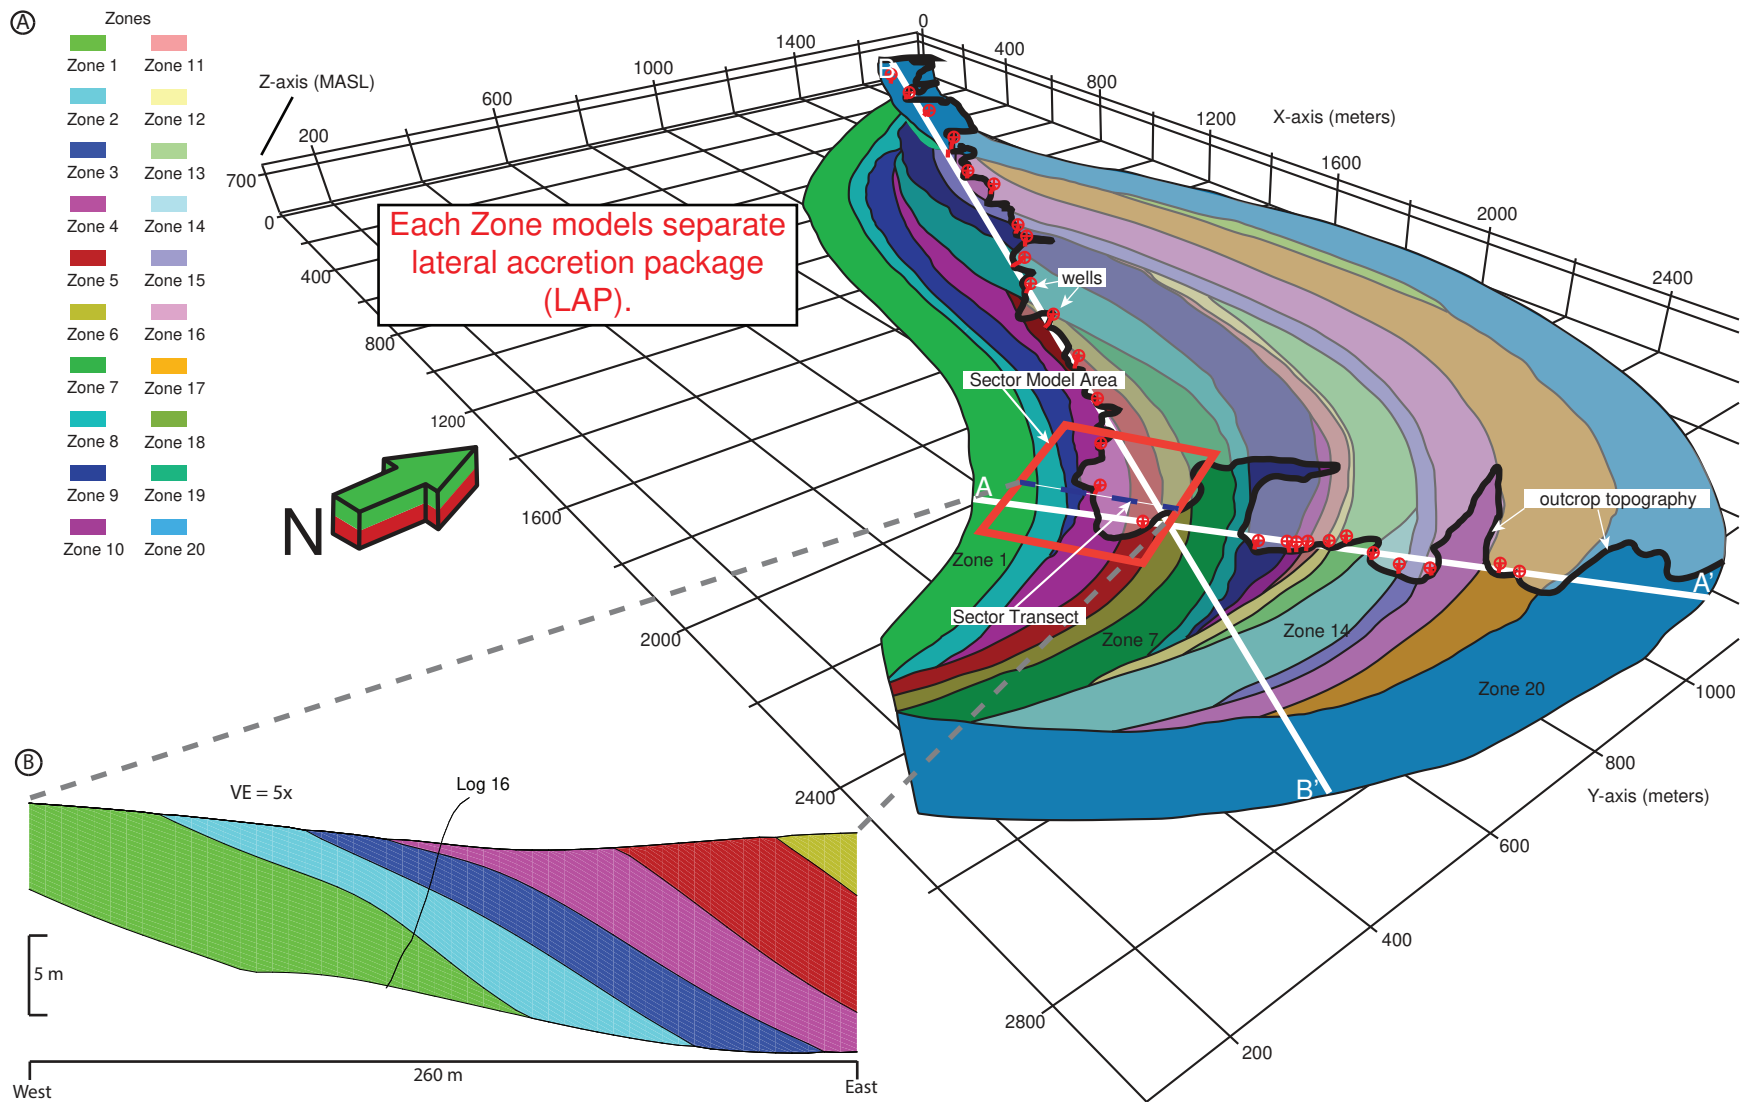 A
Zones
Zone 1
Zone 11
Zone 2
Zone 12
Zone 3
Zone 13
Zone 4
Zone 14
Zone 5
Zone 15
Zone 6
Zone 16
Zone 7
Zone 17
Zone 8
Zone 18
Zone 9
Zone 19
Zone 10
Zone 20
Z-axis (MASL)
700
0
200
600
1000
1400
0
400
800
1200
1600
2000
2400
X-axis (meters)
400
800
1200
1600
2000
2400
2800
200
400
600
800
1000
Y-axis (meters)
Each Zone models separate
lateral accretion package
(LAP).
N
B
wells
Sector Model Area
A
outcrop topography
Zone 1
Sector Transect
Zone 7
Zone 14
Zone 20
A'
B'
B
VE = 5x
Log 16
5 m
260 m
West
East